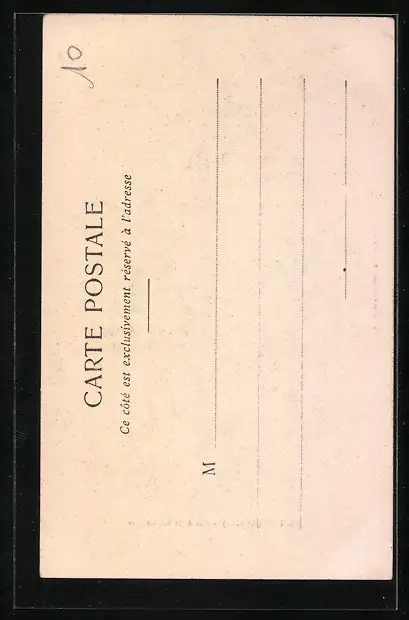 10
CARTE POSTALE
Ce côté est exclusivement réservé à l'adresse
M